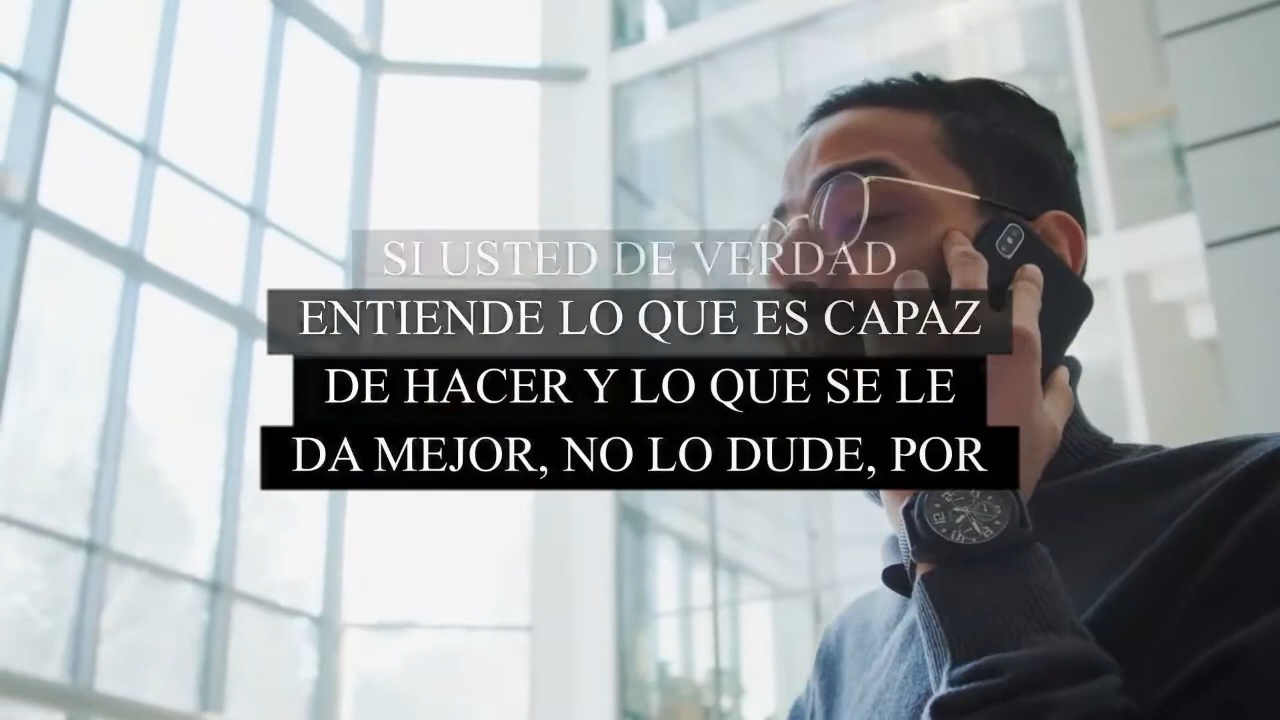 SI USTED DE VERDAD
ENTIENDE LO QUE ES CAPAZ
DE HACER Y LO QUE SE LE
DA MEJOR, NO LO DUDE, POR